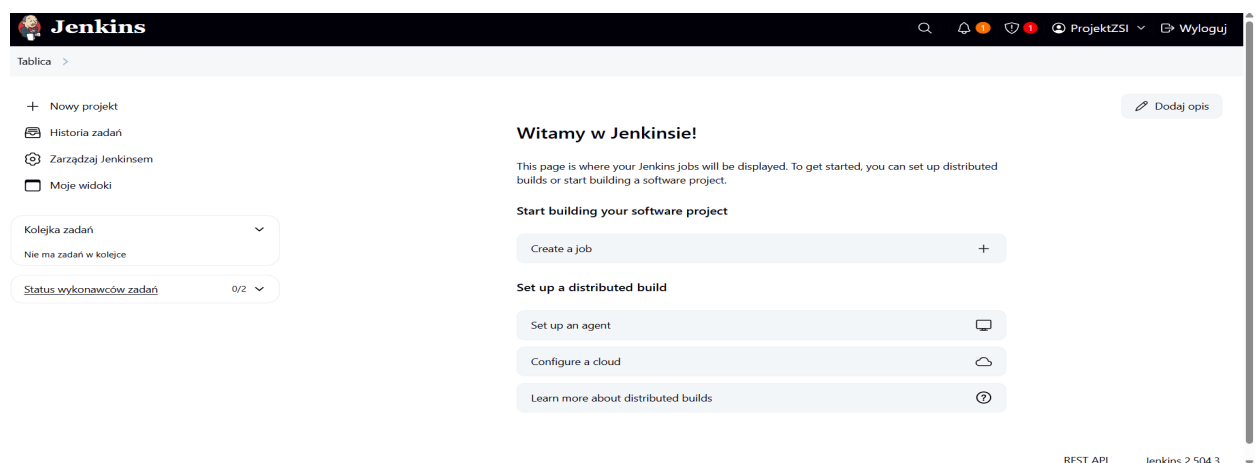 Jenkins
1
1
ProjektZSI
Wyloguj
Tablica
Nowy projekt
Historia zadań
Zarządzaj Jenkinsem
Moje widoki
Kolejka zadań
Nie ma zadań w kolejce
Status wykonawców zadań
0/2
Dodaj opis
Witamy w Jenkinsie!
This page is where your Jenkins jobs will be displayed. To get started, you can set up distributed
builds or start building a software project.
Start building your software project
Create a job
Set up a distributed build
Set up an agent
Configure a cloud
Learn more about distributed builds
REST API
Jenkins 2.504.3